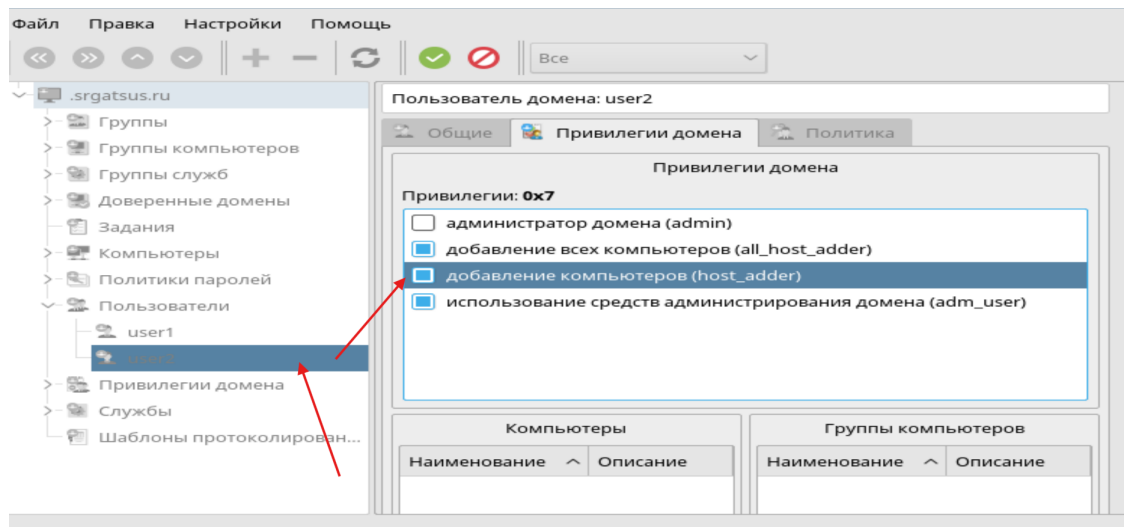 Файл Правка Настройки Помощь
Все
.srgatsus.ru
Группы
Группы компьютеров
Группы служб
Доверенные домены
Задания
Компьютеры
Политики паролей
Пользователи
user1
user2
Привилегии домена
Службы
Шаблоны протоколирован...
Пользователь домена: user2
Общие Привилегии домена Политика
Привилегии домена
Привилегии: 0x7
администратор домена (admin)
добавление всех компьютеров (all_host_adder)
добавление компьютеров (host_adder)
использование средств администрирования домена (adm_user)
Компьютеры
Наименование Описание
Группы компьютеров
Наименование Описание